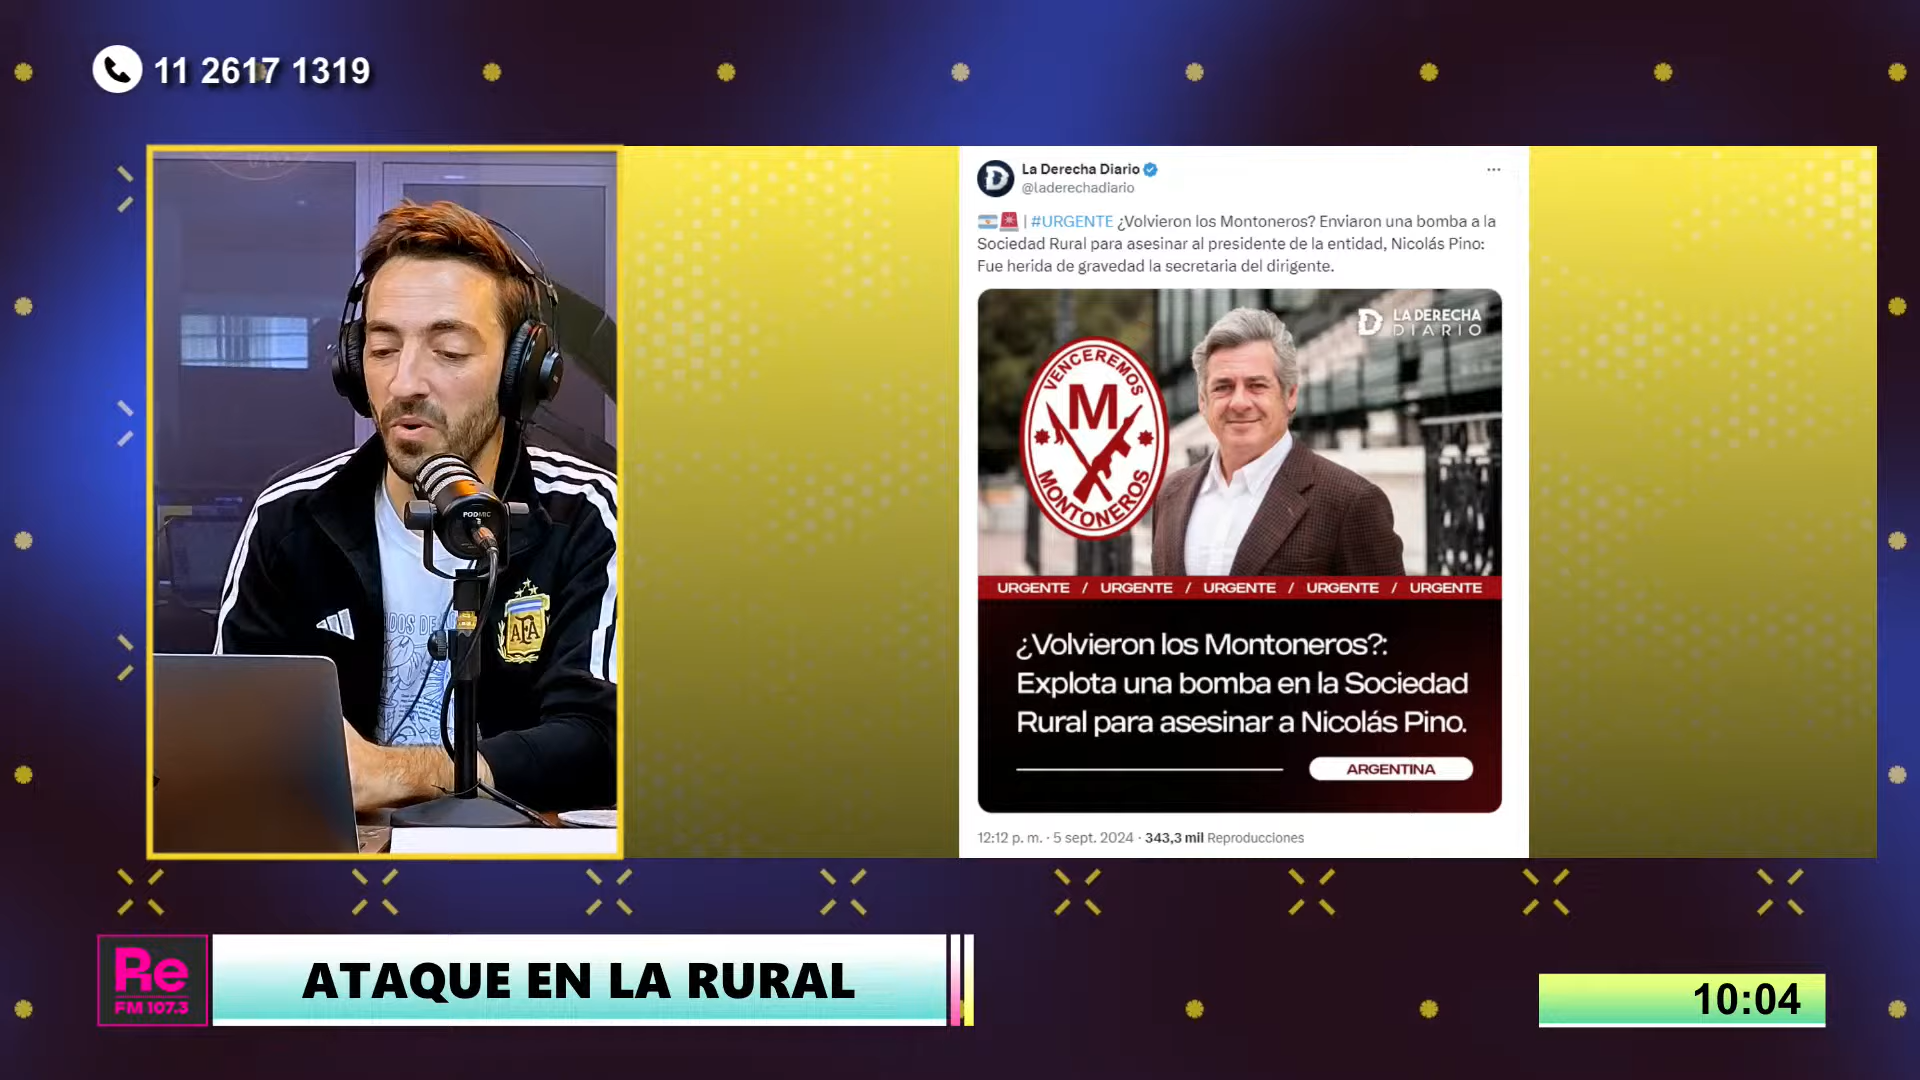 11 2617 1319
La Derecha Diario
@laderechadiario
| #URGENTE ¿Volvieron los Montoneros? Enviaron una bomba a la
Sociedad Rural para asesinar al presidente de la entidad, Nicolás Pino:
Fue herida de gravedad la secretaria del dirigente.
LA DERECHA
DIARIO
VENCEREMOS
M
MONTONEROS
URGENTE / URGENTE / URGENTE / URGENTE / URGENTE
¿Volvieron los Montoneros?:
Explota una bomba en la Sociedad
Rural para asesinar a Nicolás Pino.
ARGENTINA
12:12 p. m. · 5 sept. 2024 · 343,3 mil Reproducciones
PODMIC
AFA
Re
FM 107.3
ATAQUE EN LA RURAL
10:04